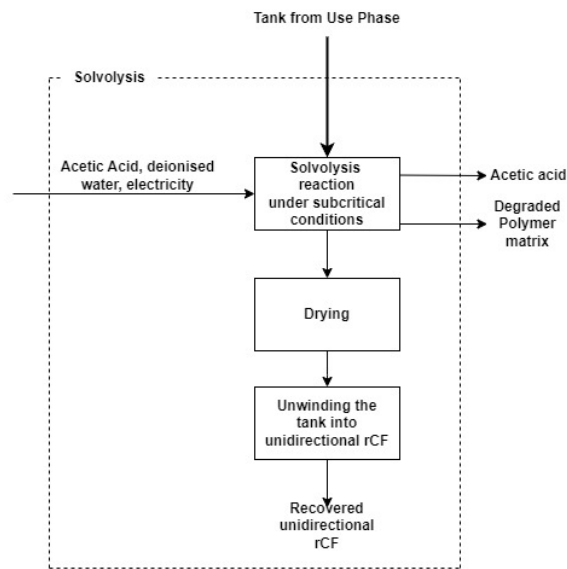 Tank from Use Phase
Solvolysis
Acetic Acid, deionised
water, electricity
Solvolysis
reaction
under subcritical
conditions
Acetic acid
Degraded
Polymer
matrix
Drying
Unwinding the
tank into
unidirectional rCF
Recovered
unidirectional
rCF